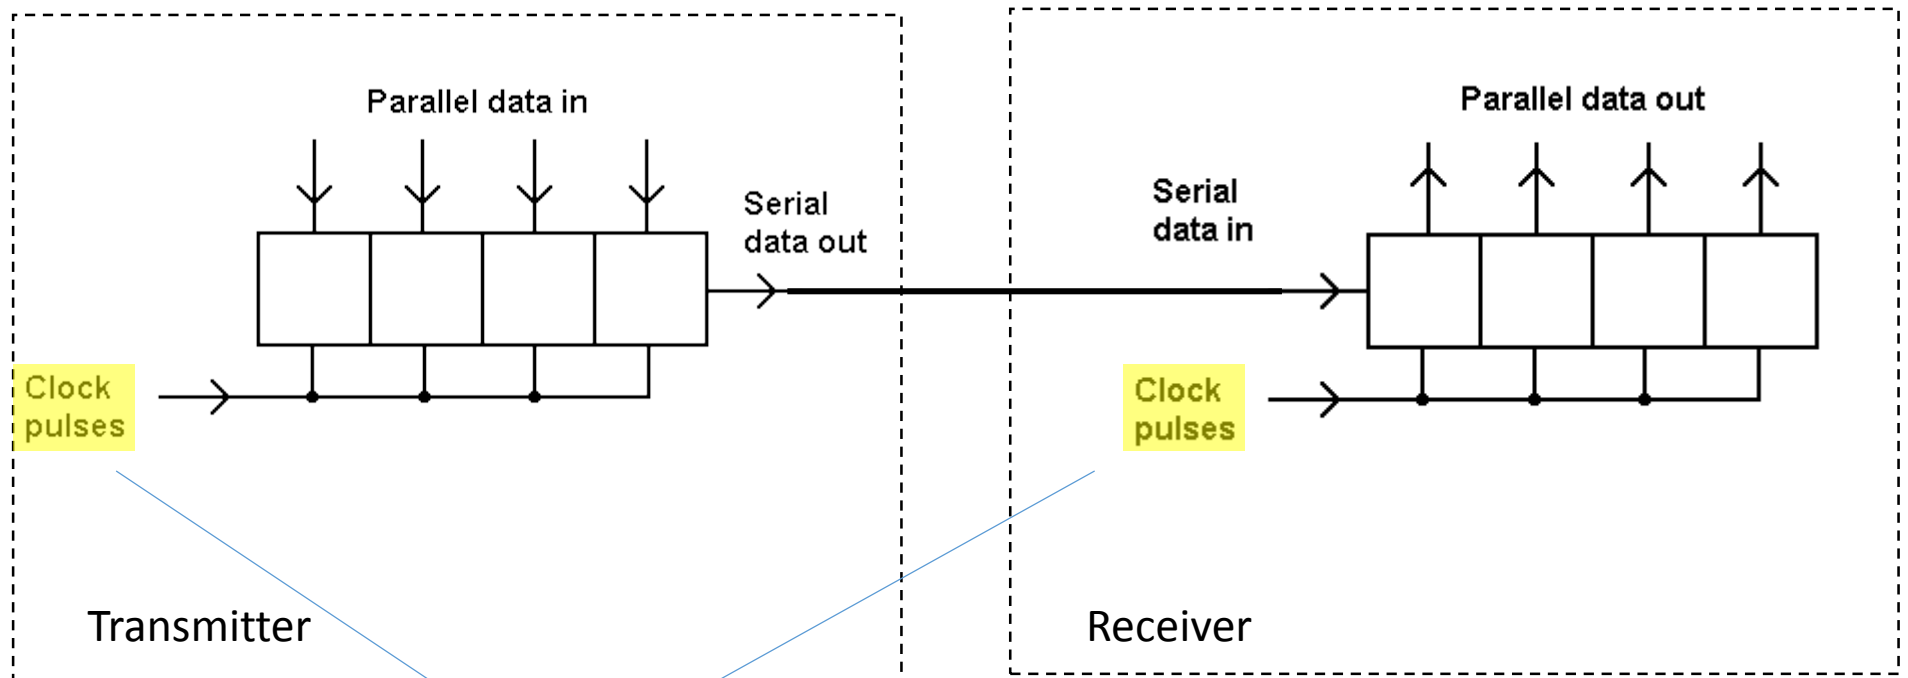 Parallel data in
Serial
data out
Clock
pulses
Transmitter
Parallel data out
Serial
data in
Clock
pulses
Receiver